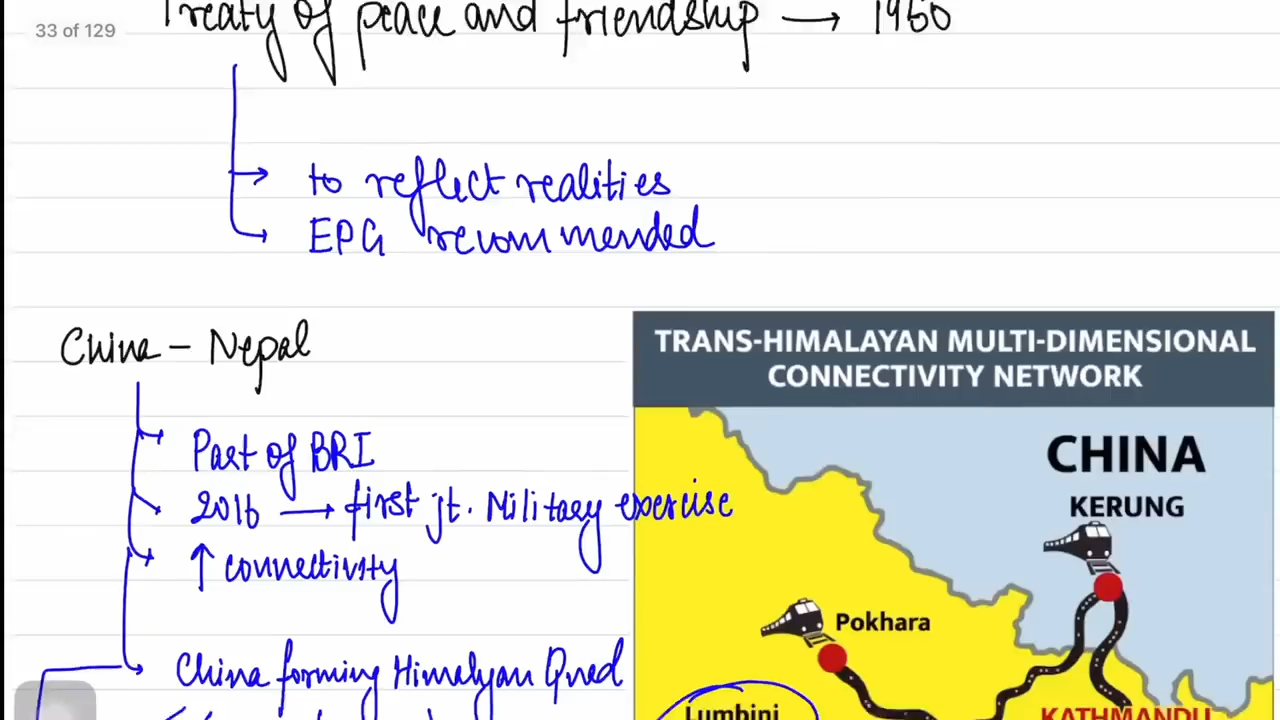 33 of 129
Treaty of peace and friendship → 1950
→ to reflect realities
→ EPG recommended
China - Nepal
Part of BRI
2016 → first jt. Military exercise
↑ connectivity
China forming Himalyan Quad
TRANS-HIMALAYAN MULTI-DIMENSIONAL
CONNECTIVITY NETWORK
CHINA
KERUNG
Pokhara
Lumbini
KATHMANDU